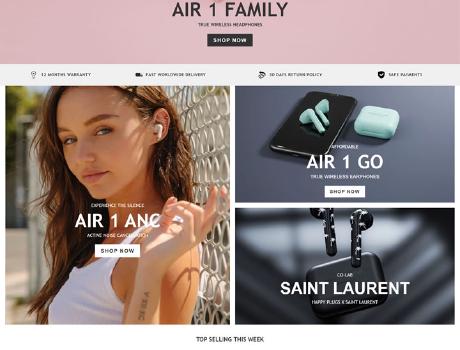 AIR 1 FAMILY
TRUE WIRELESS HEADPHONES
SHOP NOW
12 MONTHS WARRANTY
FAST WORLDWIDE DELIVERY
30 DAYS RETURN POLICY
SAFE PAYMENTS
EXPERIENCE THE SILENCE
AIR 1 ANC
ACTIVE NOISE CANCELLATION
SHOP NOW
AFFORDABLE
AIR 1 GO
TRUE WIRELESS EARPHONES
SHOP NOW
CO-LAB
SAINT LAURENT
HAPPY PLUGS X SAINT LAURENT
TOP SELLING THIS WEEK